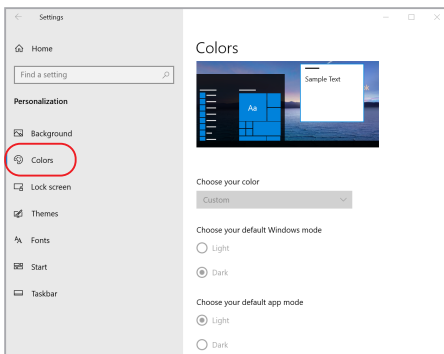 Settings
Home
Find a setting
Personalization
Background
Colors
Lock screen
Themes
Fonts
Start
Taskbar
Colors
Sample Text
Aa
Choose your color
Custom
Choose your default Windows mode
Light
Dark
Choose your default app mode
Light
Dark